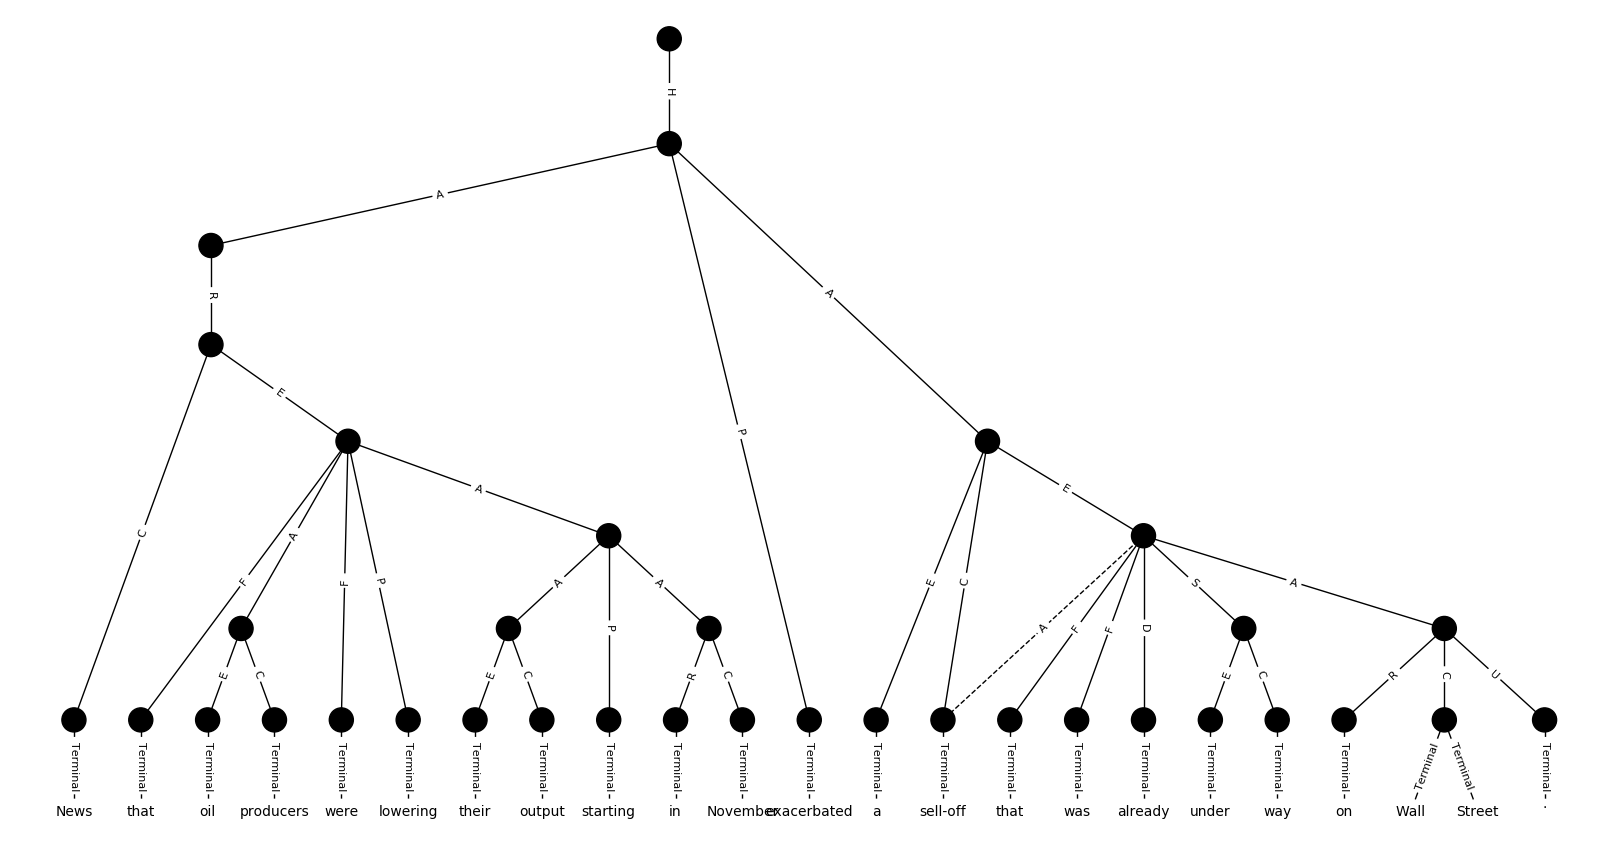 H
A
R
A
E
P
C
A
E
A
F
F
P
A
P
A
E
C
A
F
F
D
S
A
E
C
E
C
R
C
E
C
R
C
U
Terminal Terminal Terminal Terminal Terminal Terminal Terminal Terminal Terminal Terminal Terminal Terminal Terminal Terminal Terminal Terminal Terminal Terminal Terminal Terminal Terminal Terminal Terminal
News that oil producers were lowering their output starting in November exacerbated a sell-off that was already under way on Wall Street .